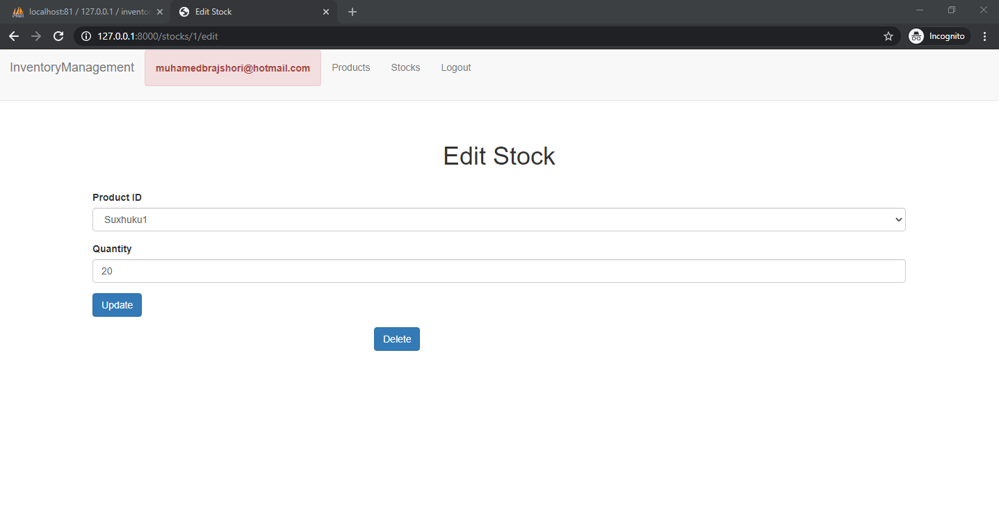 localhost:81 / 127.0.0.1 / invento
Edit Stock
127.0.0.1:8000/stocks/1/edit
Incognito
InventoryManagement
muhamedbrajshori@hotmail.com
Products
Stocks
Logout
Edit Stock
Product ID
Suxhuku1
Quantity
20
Update
Delete